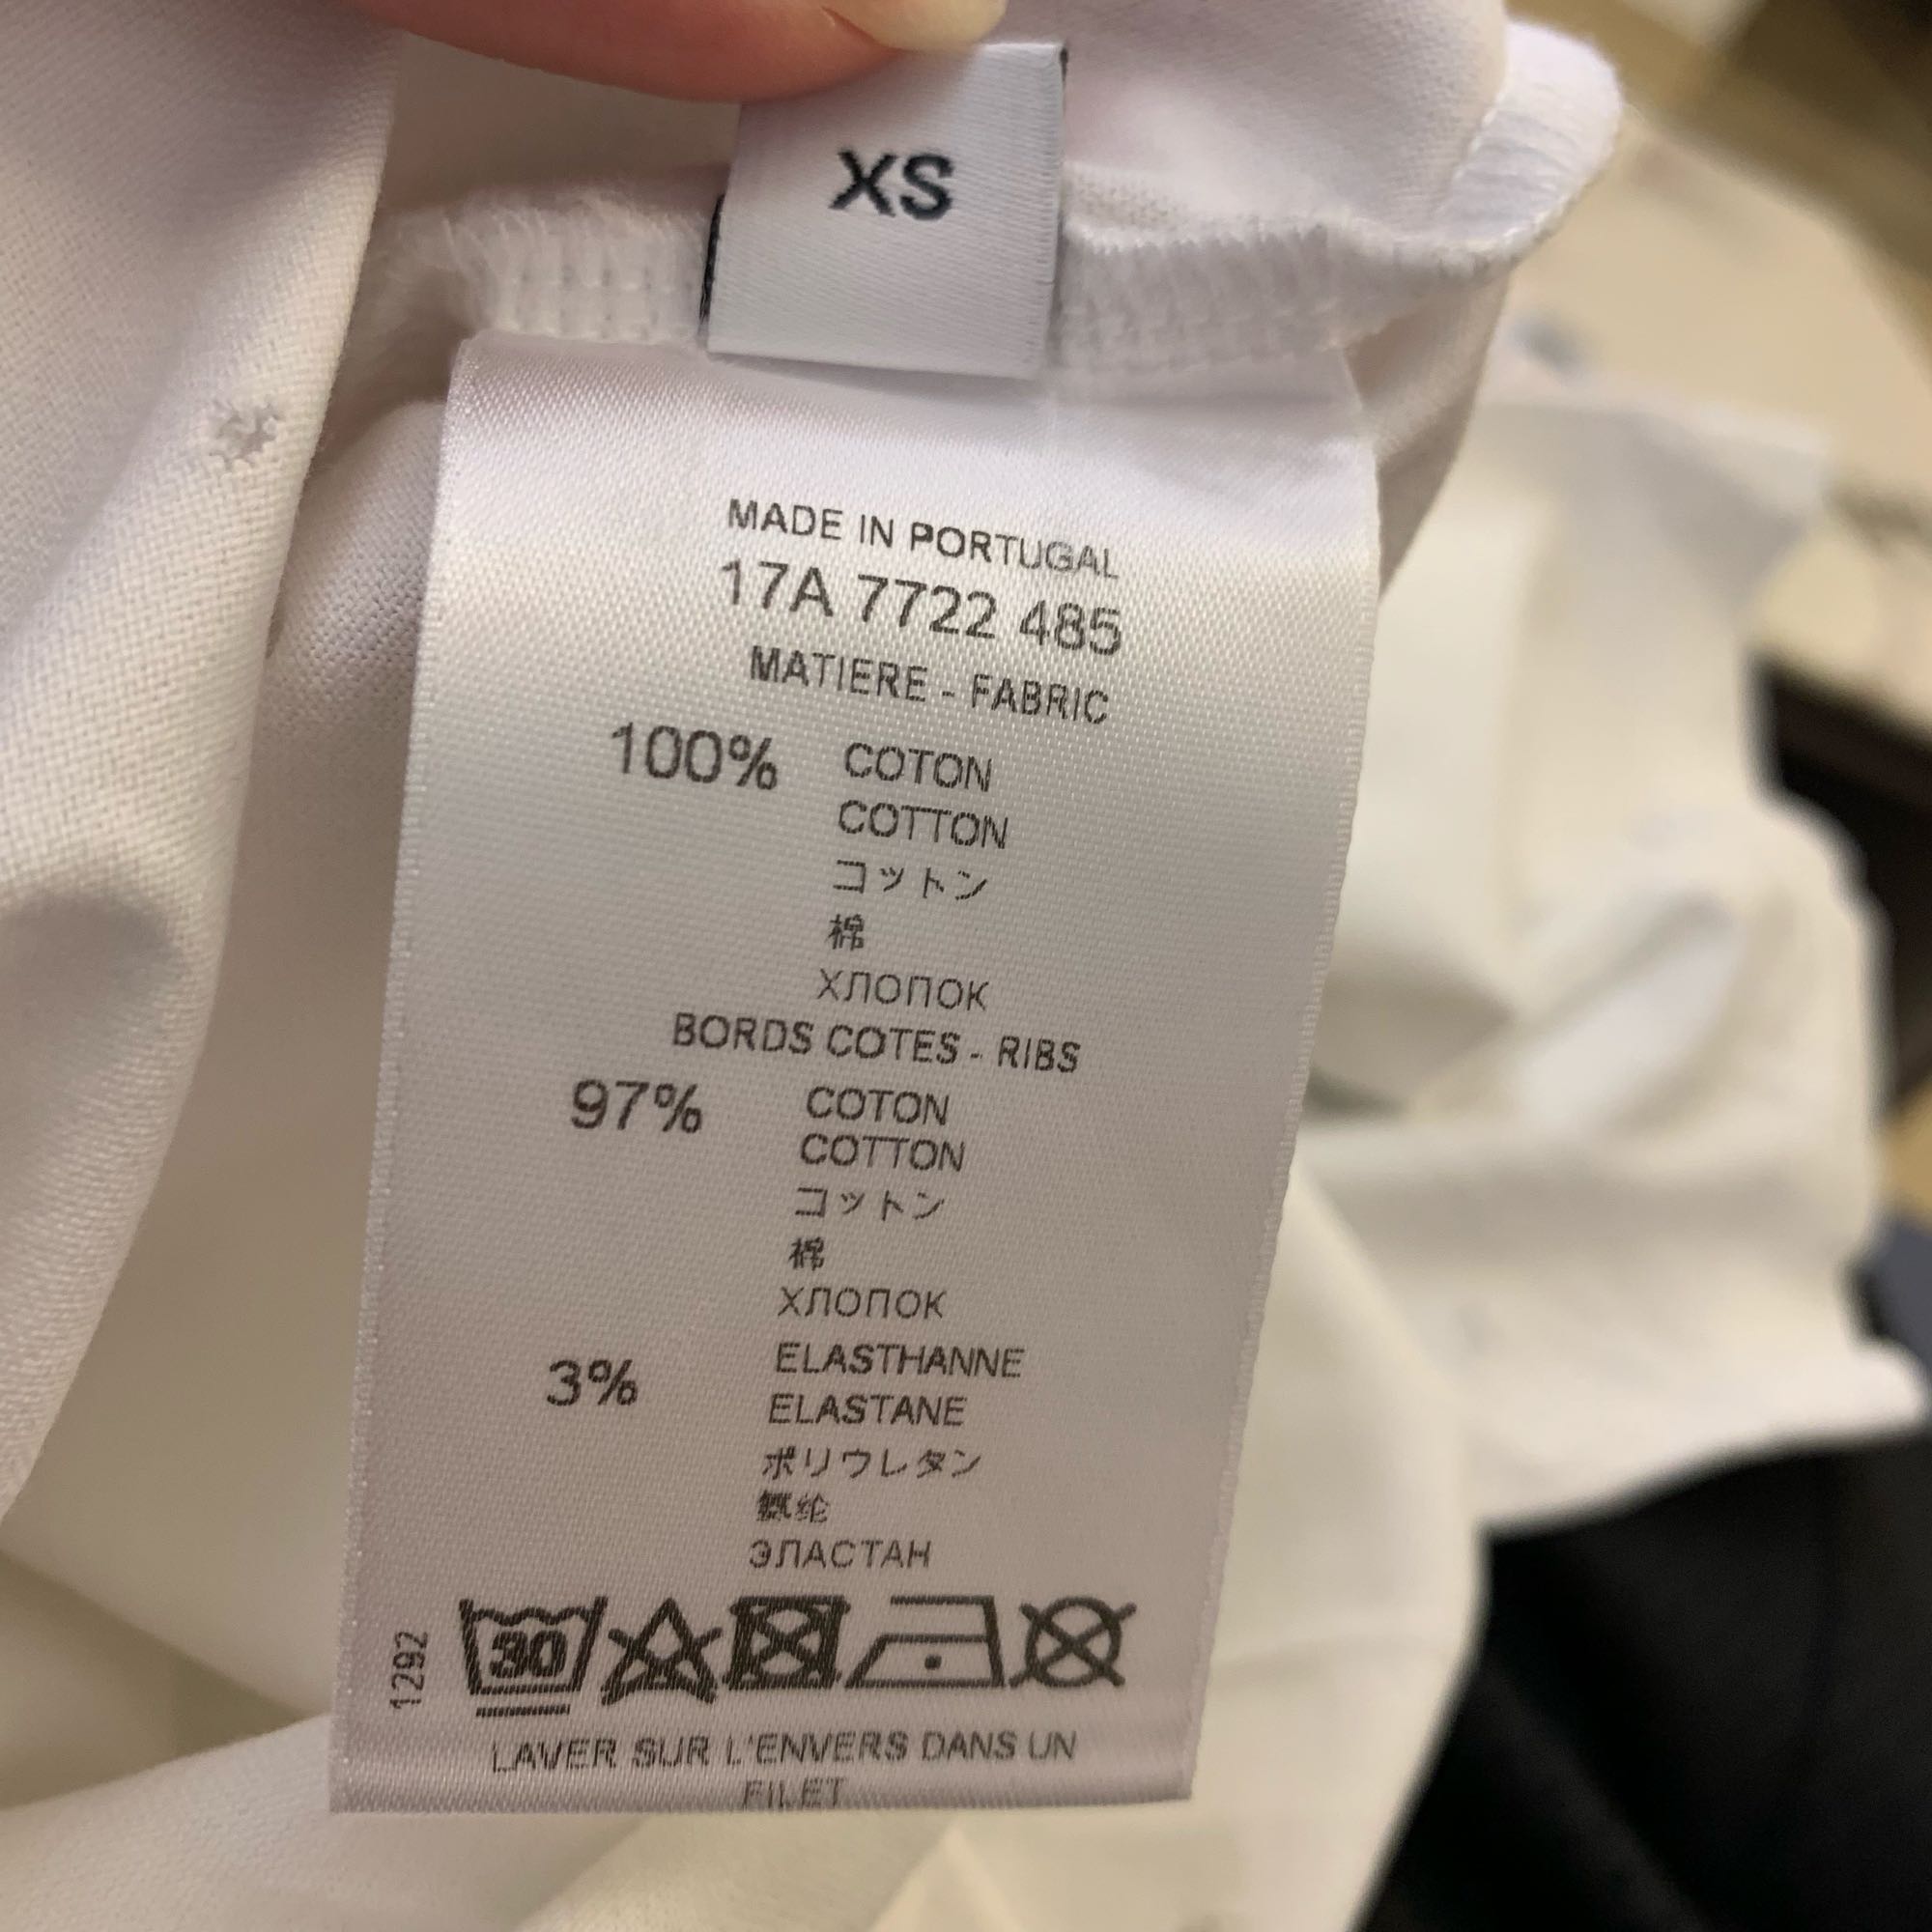 XS
MADE IN PORTUGAL
17A 7722 485
MATIERE - FABRIC
100% COTON
COTTON
コットン
棉
ХЛОПОК
BORDS COTES - RIBS
97% COTON
COTTON
コットン
棉
ХЛОПОК
3% ELASTHANNE
ELASTANE
ポリウレタン
氨纶
ЭЛАСТАН
30
1292
LAVER SUR L'ENVERS DANS UN
FILET